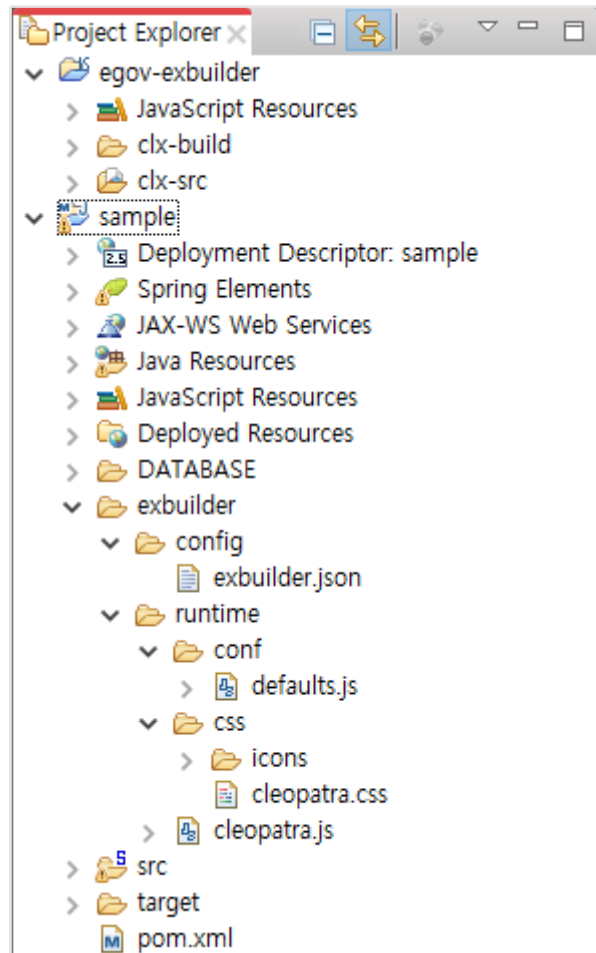 Project Explorer
egov-exbuilder
JavaScript Resources
clx-build
clx-src
sample
Deployment Descriptor: sample
Spring Elements
JAX-WS Web Services
Java Resources
JavaScript Resources
Deployed Resources
DATABASE
exbuilder
config
exbuilder.json
runtime
conf
defaults.js
css
icons
cleopatra.css
cleopatra.js
src
target
pom.xml